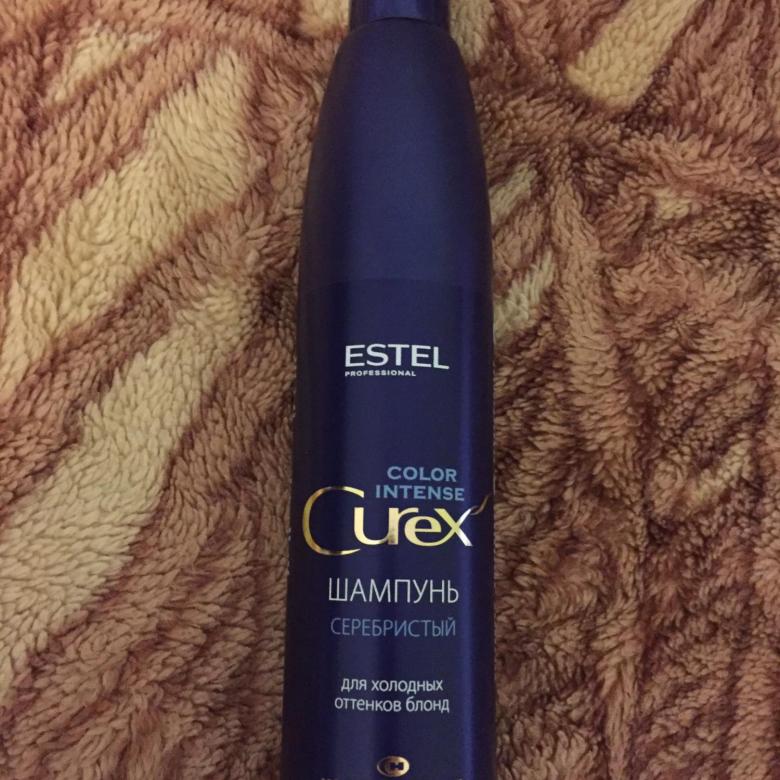 ESTEL
PROFESSIONAL
COLOR
INTENSE
Curex
ШАМПУНЬ
СЕРЕБРИСТЫЙ
для холодных
оттенков блонд